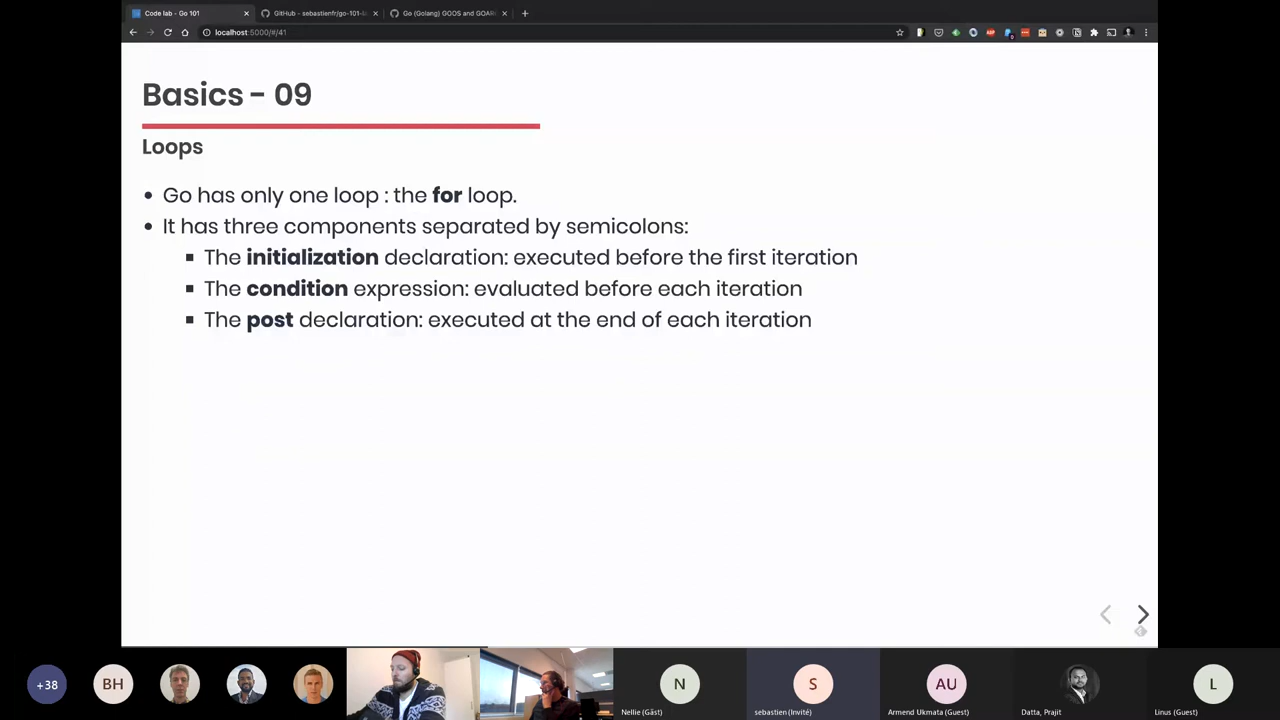 Code lab - Go 101
GitHub - sebastienfr/go-101-
Go (Golang) GOOS and GOAR
localhost:5000/#/41
Basics - 09
Loops
• Go has only one loop : the for loop.
• It has three components separated by semicolons:
▪ The initialization declaration: executed before the first iteration
▪ The condition expression: evaluated before each iteration
▪ The post declaration: executed at the end of each iteration
+38
BH
N
S
AU
L
Nellie (Gäst)
sebastien (Invité)
Armend Ukmata (Guest)
Datta, Prajit
Linus (Guest)